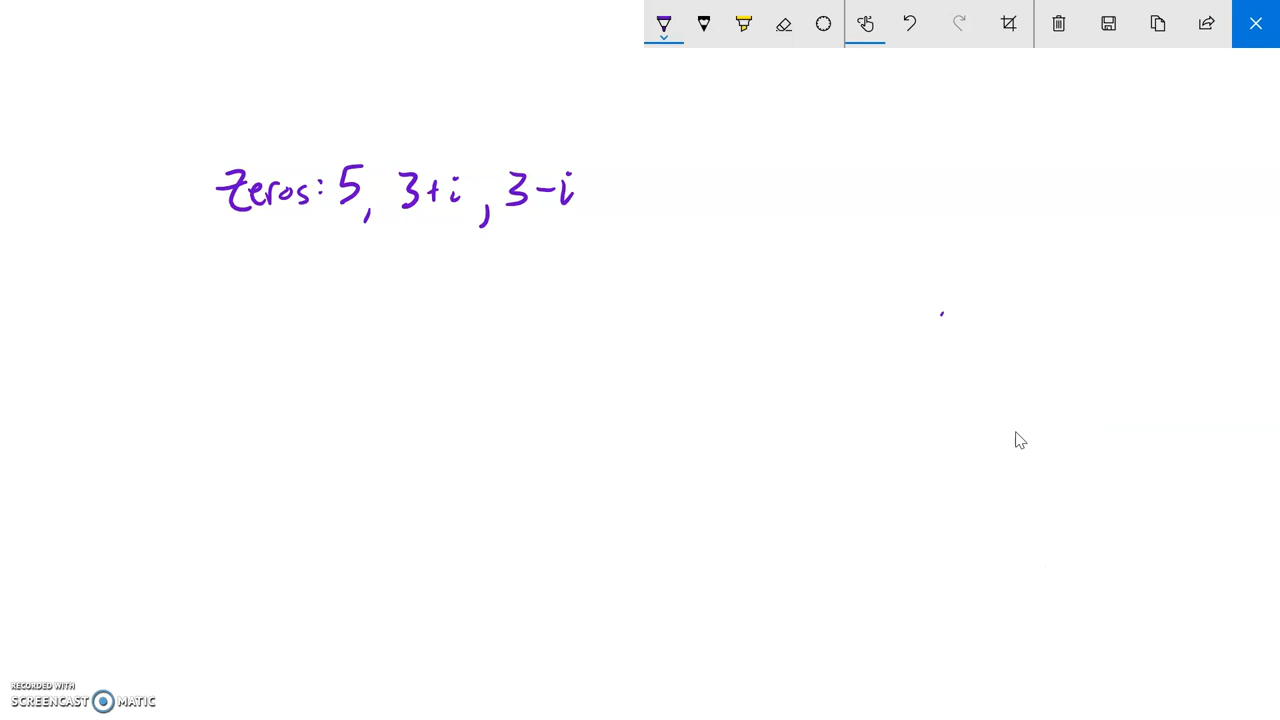 Zeros: 5, 3+i, 3-i
RECORDED WITH
SCREENCAST MATIC